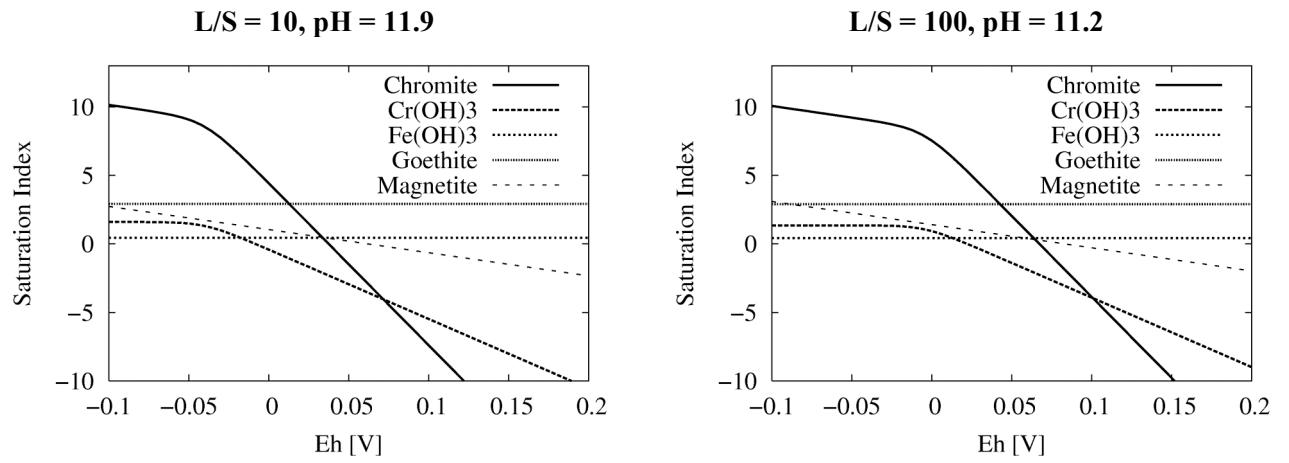 L/S = 10, pH = 11.9
Saturation Index
10
5
0
−5
−10
Chromite
Cr(OH)3
Fe(OH)3
Goethite
Magnetite
−0.1 −0.05 0 0.05 0.1 0.15 0.2
Eh [V]
L/S = 100, pH = 11.2
Saturation Index
10
5
0
−5
−10
Chromite
Cr(OH)3
Fe(OH)3
Goethite
Magnetite
−0.1 −0.05 0 0.05 0.1 0.15 0.2
Eh [V]